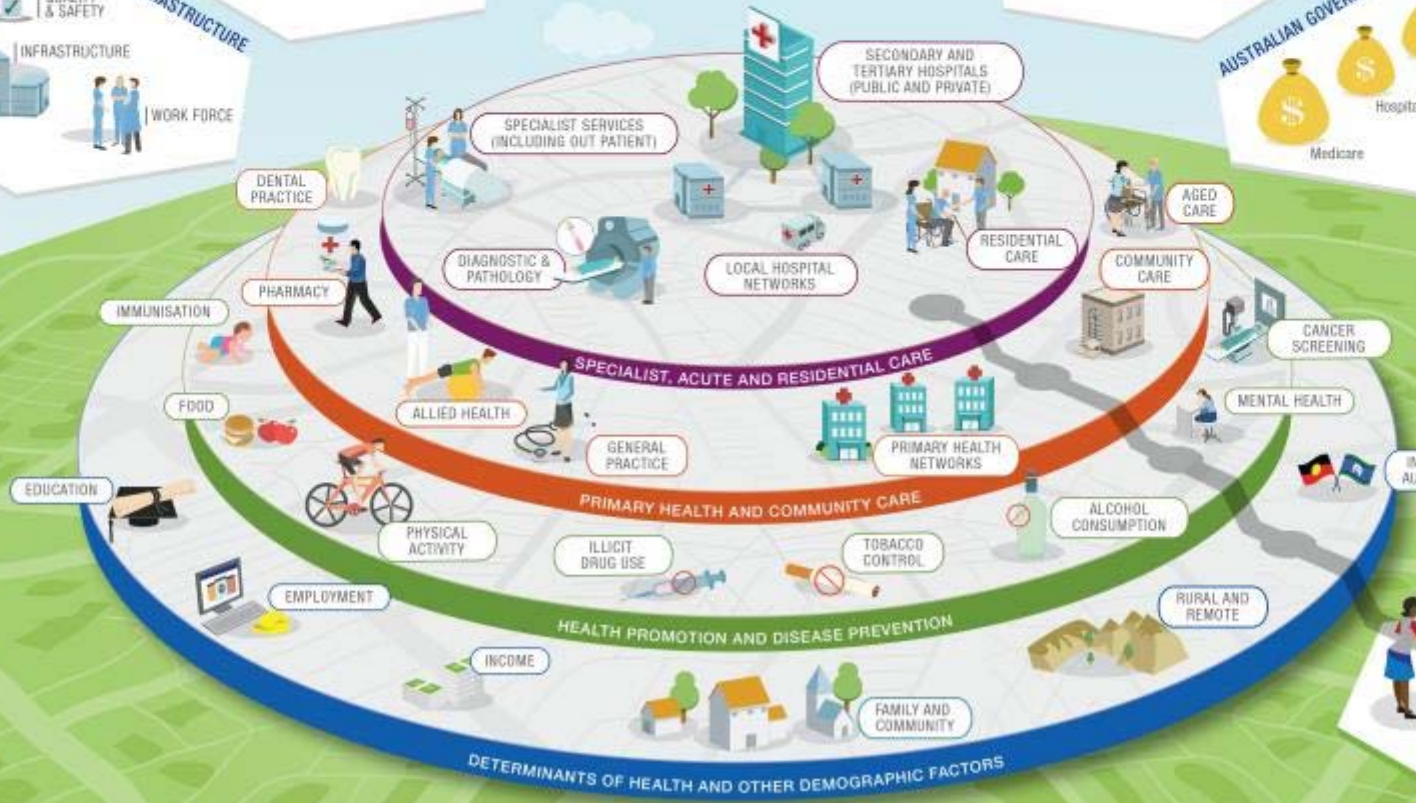 & SAFETY
INFRASTRUCTURE
WORK FORCE
AUSTRALIAN
Medicare
SECONDARY AND
TERTIARY HOSPITALS
(PUBLIC AND PRIVATE)
SPECIALIST SERVICES
(INCLUDING OUT PATIENT)
DENTAL
PRACTICE
AGED
CARE
RESIDENTIAL
CARE
DIAGNOSTIC &
PATHOLOGY
LOCAL HOSPITAL
NETWORKS
COMMUNITY
CARE
PHARMACY
IMMUNISATION
CANCER
SCREENING
SPECIALIST, ACUTE AND RESIDENTIAL CARE
MENTAL HEALTH
FOOD
ALLIED HEALTH
GENERAL
PRACTICE
PRIMARY HEALTH
NETWORKS
EDUCATION
PRIMARY HEALTH AND COMMUNITY CARE
ALCOHOL
CONSUMPTION
PHYSICAL
ACTIVITY
ILLICIT
DRUG USE
TOBACCO
CONTROL
EMPLOYMENT
RURAL AND
REMOTE
HEALTH PROMOTION AND DISEASE PREVENTION
INCOME
FAMILY AND
COMMUNITY
DETERMINANTS OF HEALTH AND OTHER DEMOGRAPHIC FACTORS